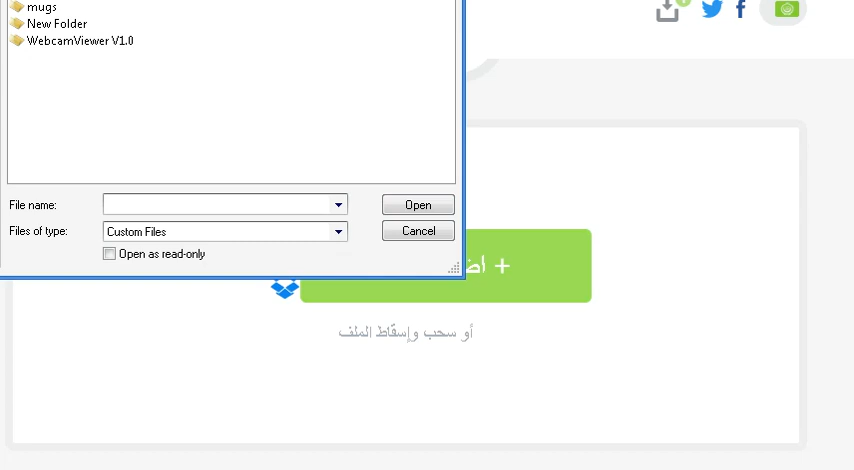 mugs
New Folder
WebcamViewer V1.0
File name:
Open
Files of type:
Custom Files
Cancel
Open as read-only
+
أو سحب وإسقاط الملف